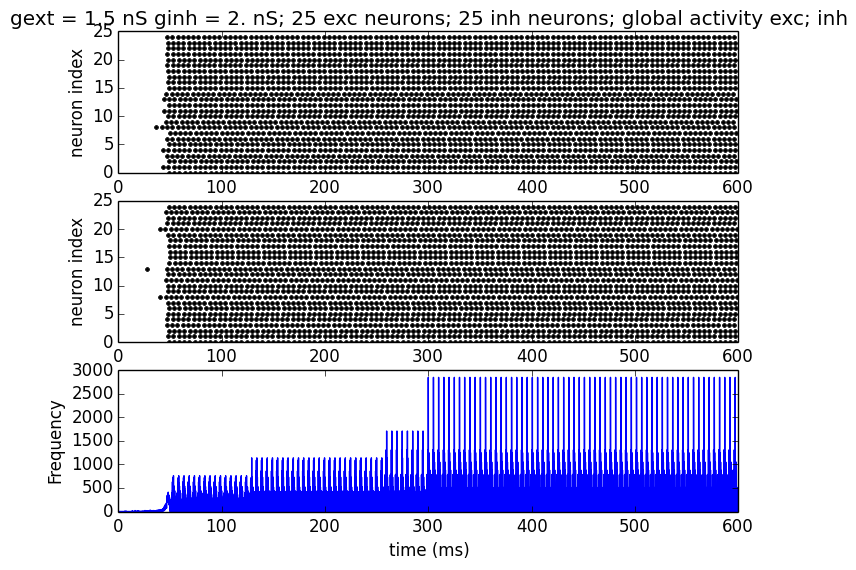 gext = 1.5 nS ginh = 2. nS; 25 exc neurons; 25 inh neurons; global activity exc; inh
25
20
15
10
5
0
neuron index
0 100 200 300 400 500 600
25
20
15
10
5
0
neuron index
0 100 200 300 400 500 600
3000
2500
2000
1500
1000
500
0
Frequency
0 100 200 300 400 500 600
time (ms)